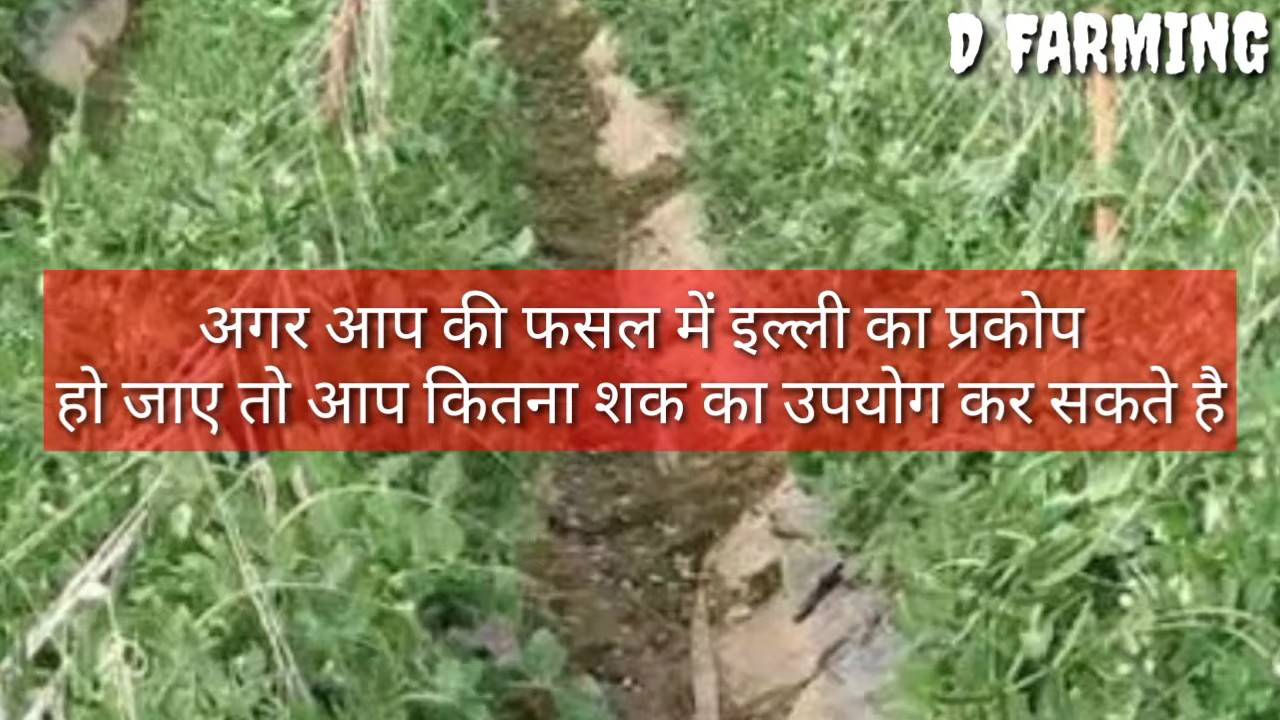 D FARMING
अगर आप की फसल में इल्ली का प्रकोप
हो जाए तो आप कितना शक का उपयोग कर सकते है